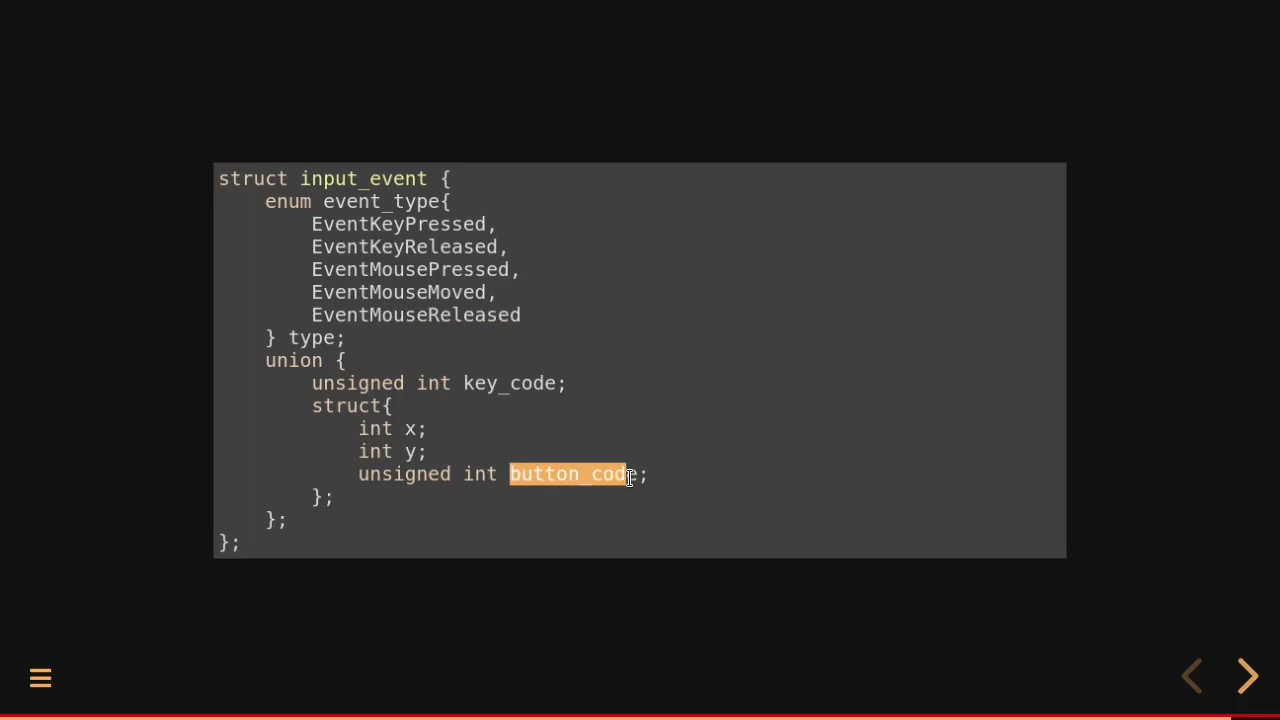 struct input_event {
    enum event_type{
        EventKeyPressed,
        EventKeyReleased,
        EventMousePressed,
        EventMouseMoved,
        EventMouseReleased
    } type;
    union {
        unsigned int key_code;
        struct{
            int x;
            int y;
            unsigned int button_code;
        };
    };
};